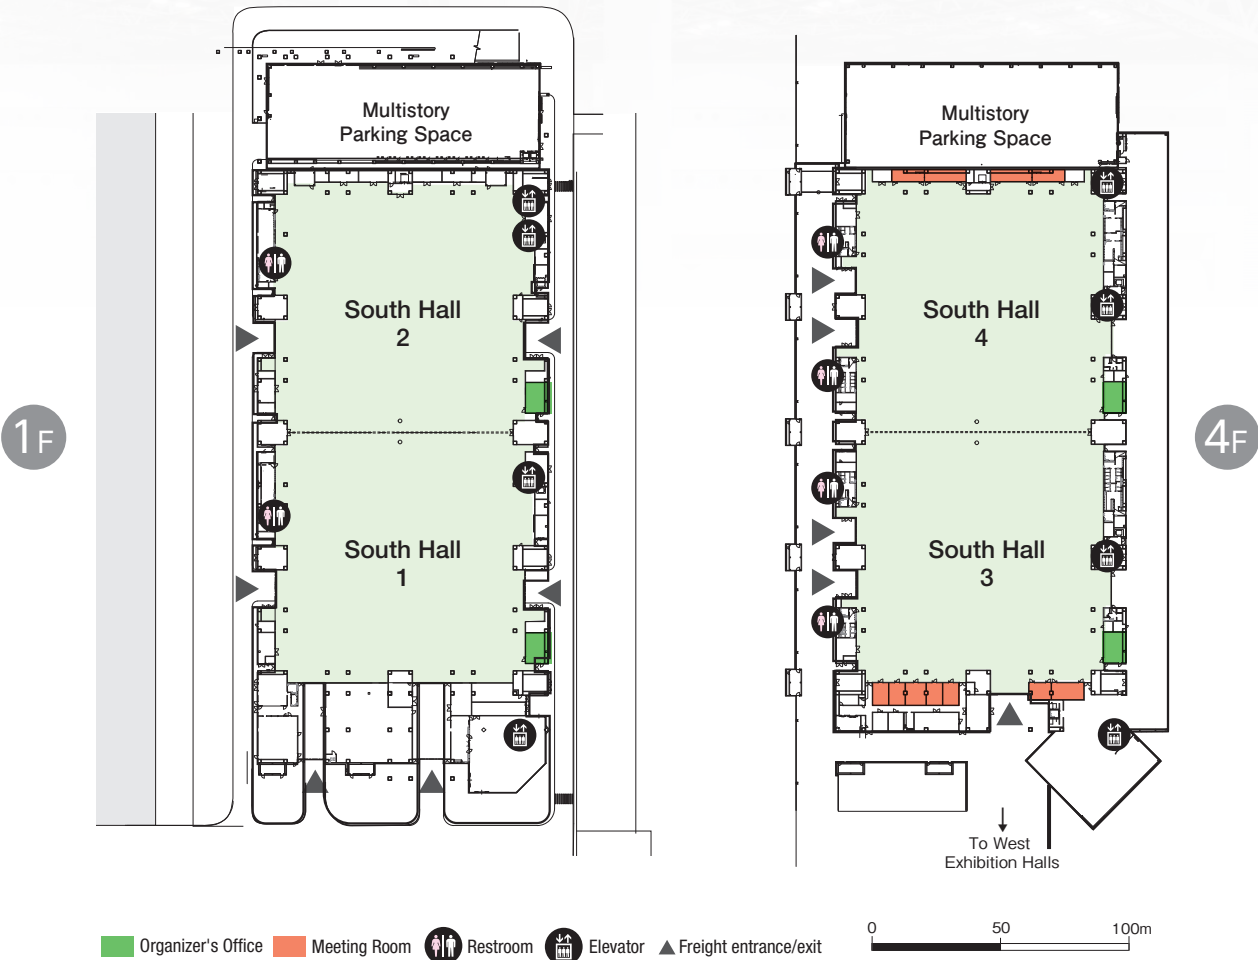 Multistory
Parking Space
South Hall
2
South Hall
1
1F
Multistory
Parking Space
South Hall
4
South Hall
3
4F
To West
Exhibition Halls
Organizer's Office
Meeting Room
Restroom
Elevator
Freight entrance/exit
0 50 100m